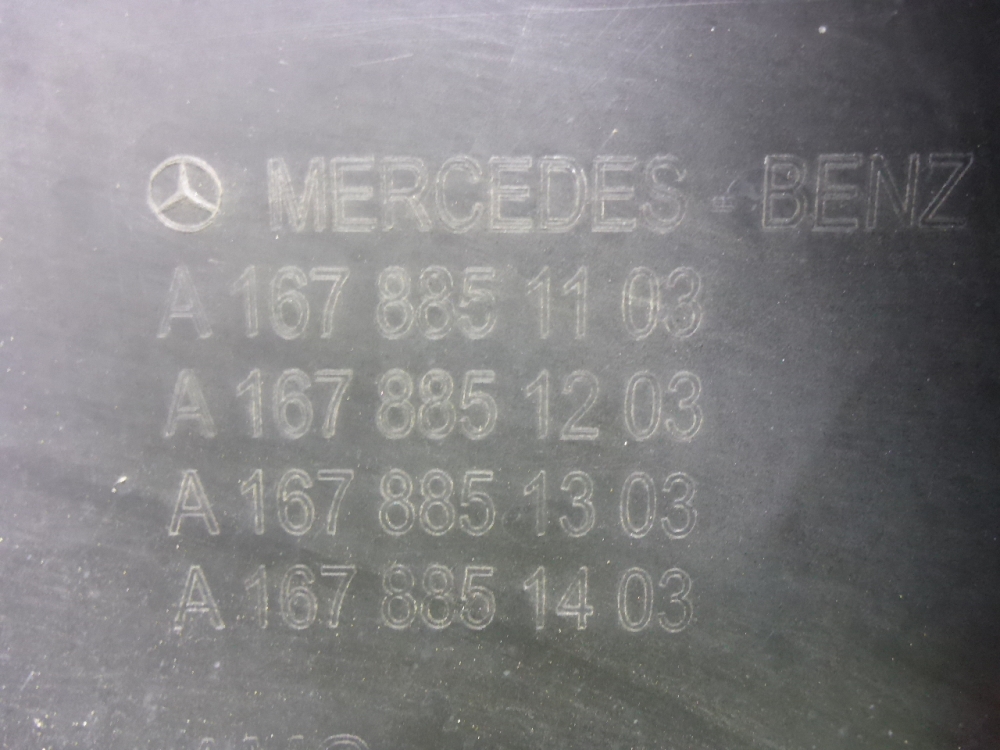 MERCEDES-BENZ
A 167 885 11 03
A 167 885 12 03
A 167 885 13 03
A 167 885 14 03